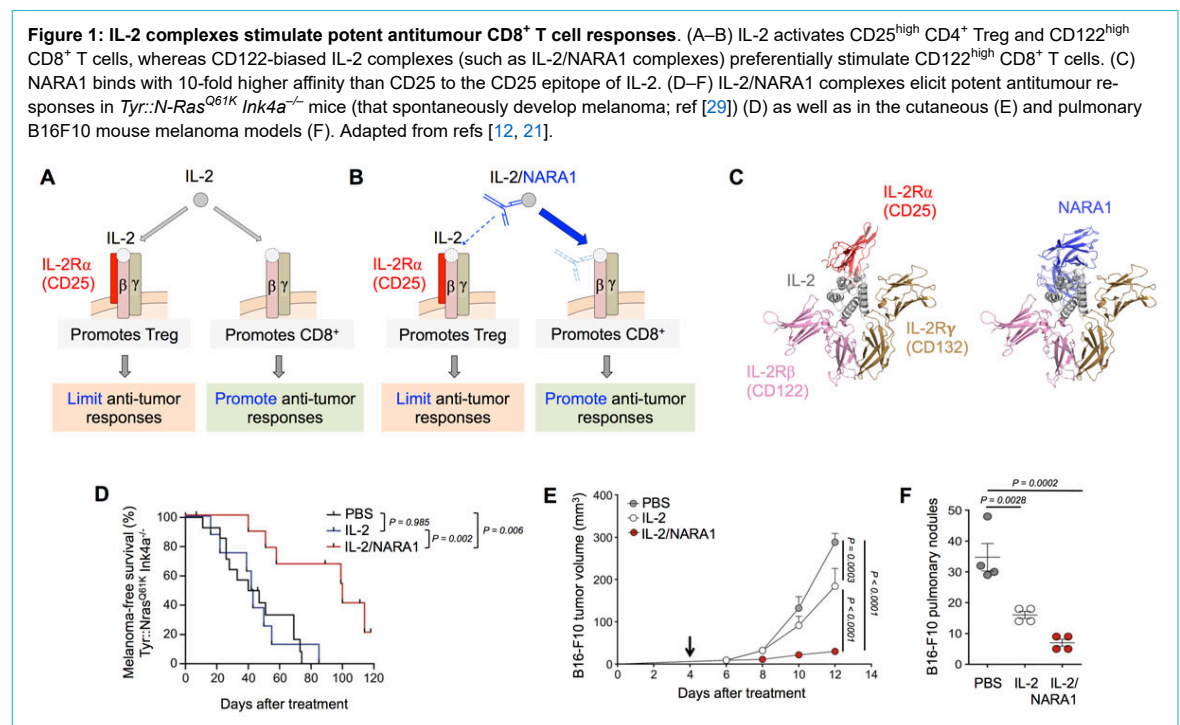 Figure 1: IL-2 complexes stimulate potent antitumour CD8+ T cell responses. (A–B) IL-2 activates CD25high CD4+ Treg and CD122high
CD8+ T cells, whereas CD122-biased IL-2 complexes (such as IL-2/NARA1 complexes) preferentially stimulate CD122high CD8+ T cells. (C)
NARA1 binds with 10-fold higher affinity than CD25 to the CD25 epitope of IL-2. (D–F) IL-2/NARA1 complexes elicit potent antitumour re-
sponses in Tyr::N-RasQ61K Ink4a–/– mice (that spontaneously develop melanoma; ref [29]) (D) as well as in the cutaneous (E) and pulmonary
B16F10 mouse melanoma models (F). Adapted from refs [12, 21].
A
IL-2
IL-2
IL-2Rα
(CD25)
β γ
β γ
Promotes Treg
Promotes CD8+
Limit anti-tumor
responses
Promote anti-tumor
responses
B
IL-2/NARA1
IL-2
IL-2Rα
(CD25)
β γ
β γ
Promotes Treg
Promotes CD8+
Limit anti-tumor
responses
Promote anti-tumor
responses
C
IL-2Rα
(CD25)
NARA1
IL-2
IL-2Rγ
(CD132)
IL-2Rβ
(CD122)
D
Melanoma-free survival (%)
Tyr::NrasQ61K Ink4a-/-
100
80
60
40
20
0
0 20 40 60 80 100 120
Days after treatment
PBS
IL-2
IL-2/NARA1
P = 0.985
P = 0.002
P = 0.006
E
B16-F10 tumor volume (mm3)
400
300
200
100
0
0 2 4 6 8 10 12 14
Days after treatment
PBS
IL-2
IL-2/NARA1
P = 0.0003
P < 0.0001
P < 0.0001
F
P = 0.0002
P = 0.0028
B16-F10 pulmonary nodules
50
40
30
20
10
0
PBS IL-2 IL-2/
NARA1